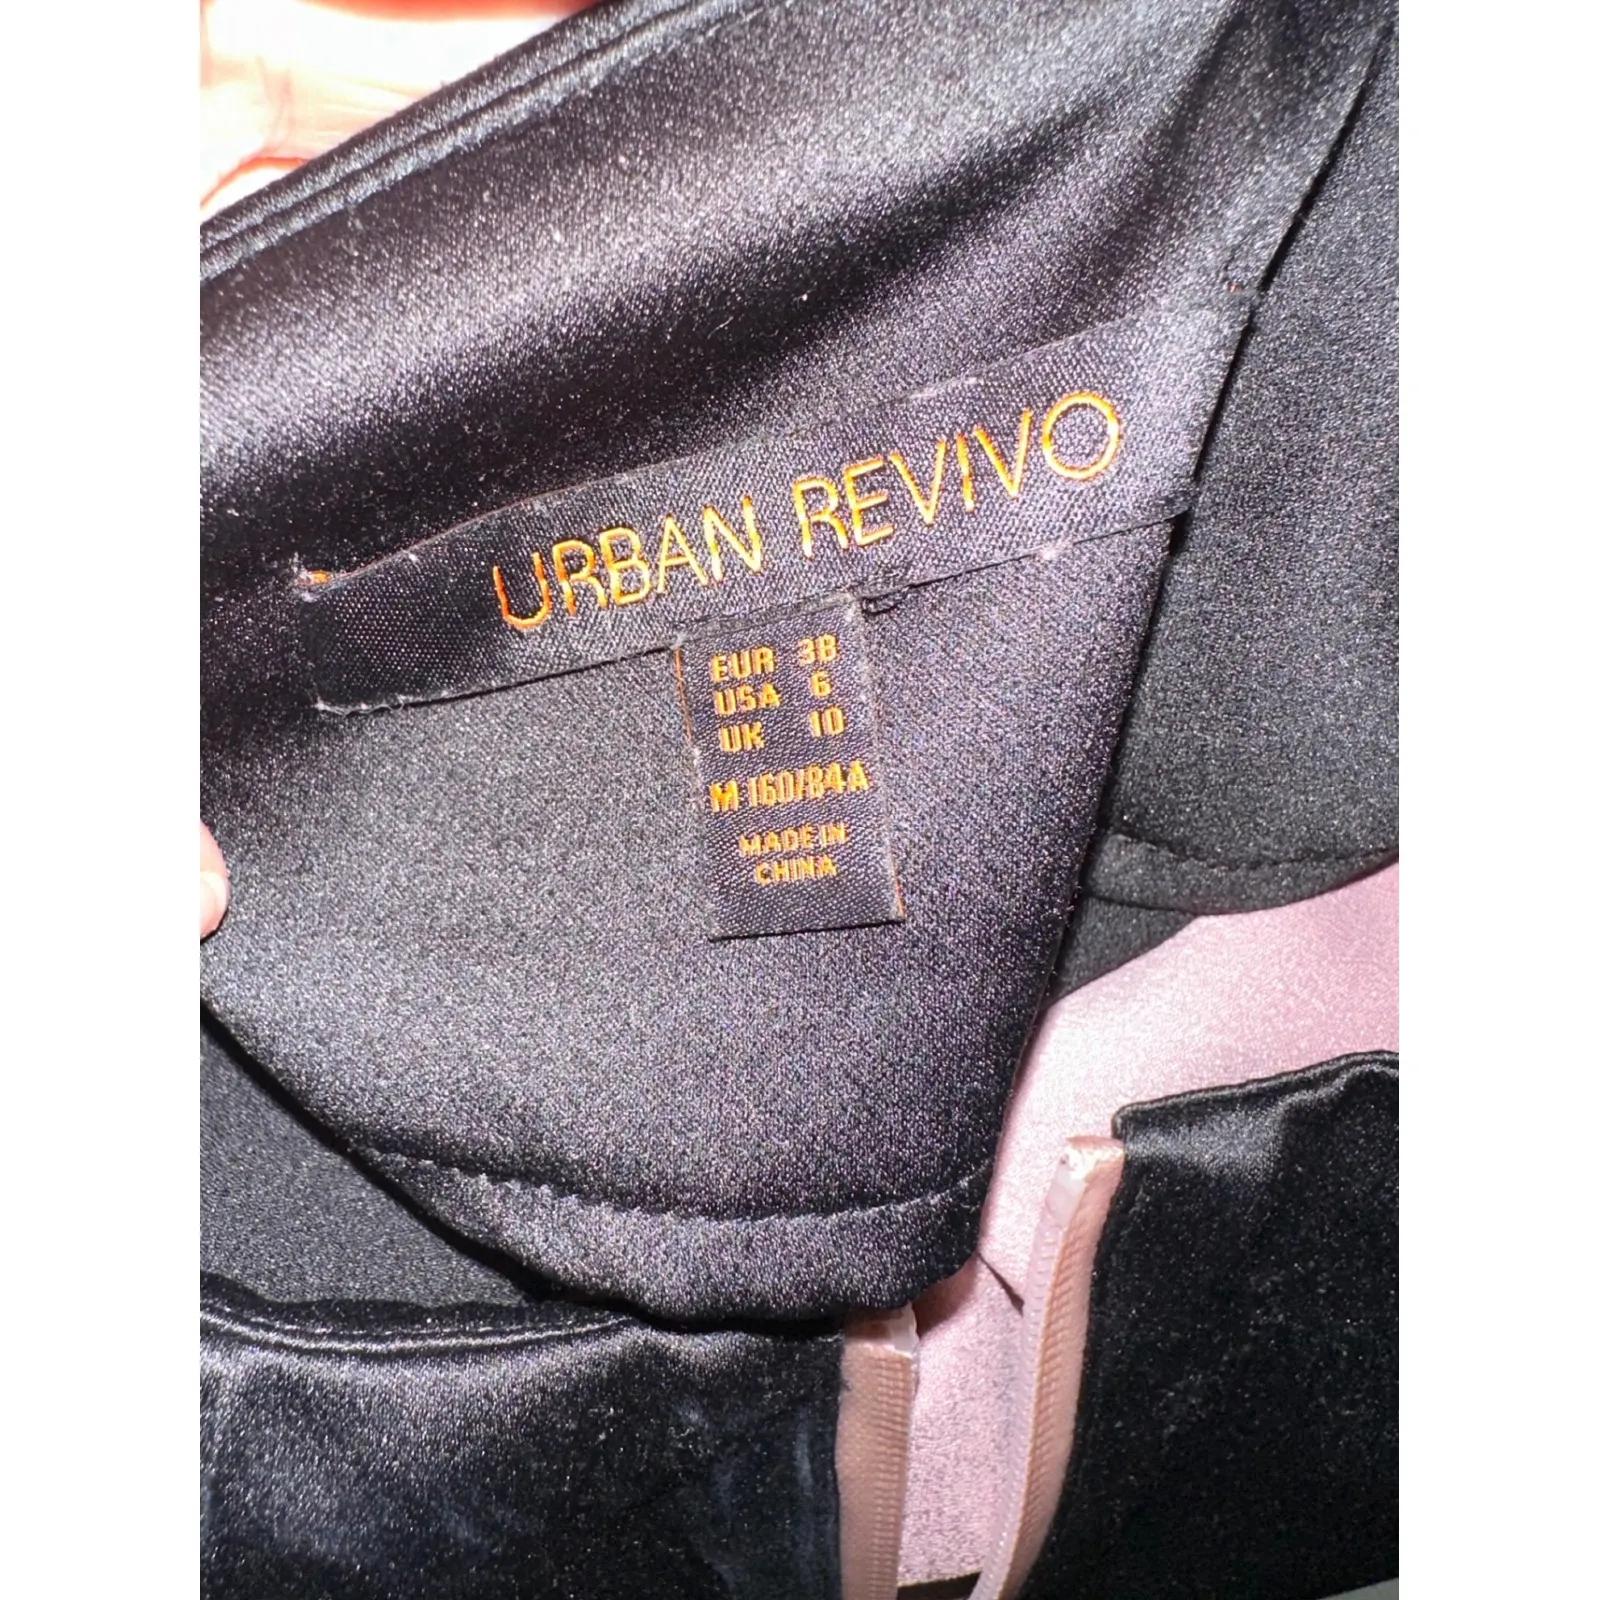 URBAN REVIVO
EUR 38
USA 6
UK 10
M 160/84A
MADE IN
CHINA